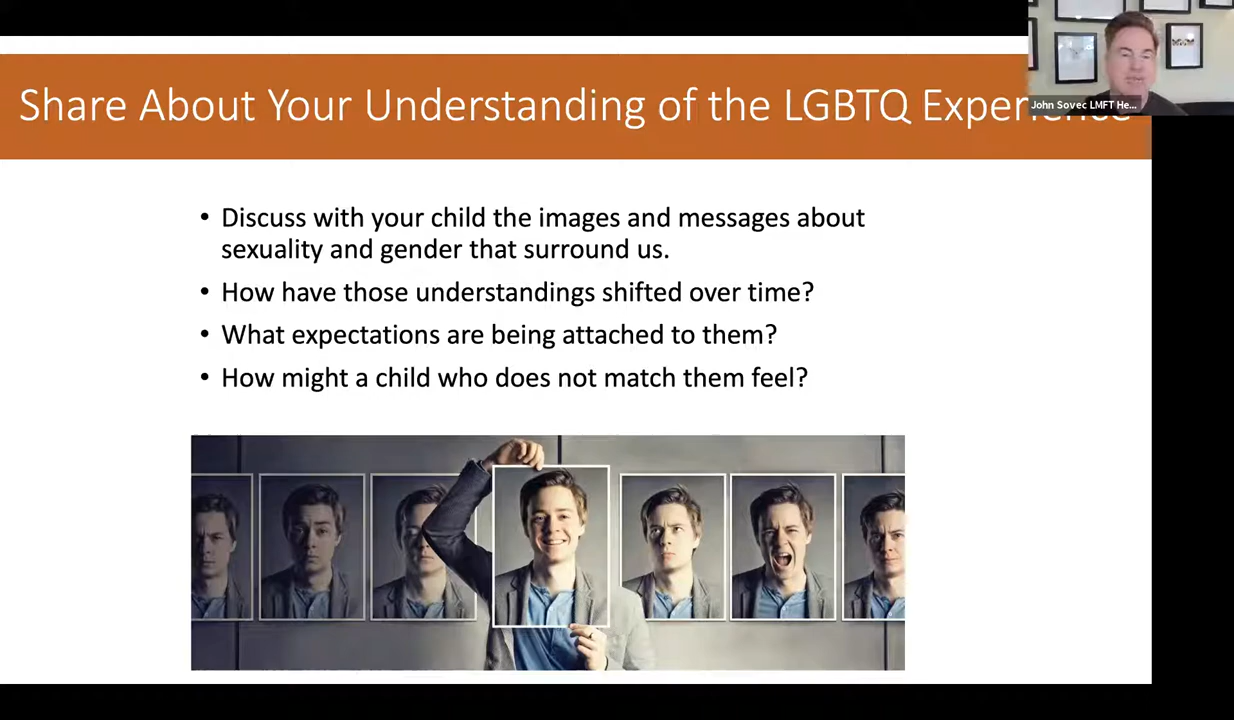 Share About Your Understanding of the LGBTQ Experience
John Sovec LMFT He...
• Discuss with your child the images and messages about
sexuality and gender that surround us.
• How have those understandings shifted over time?
• What expectations are being attached to them?
• How might a child who does not match them feel?